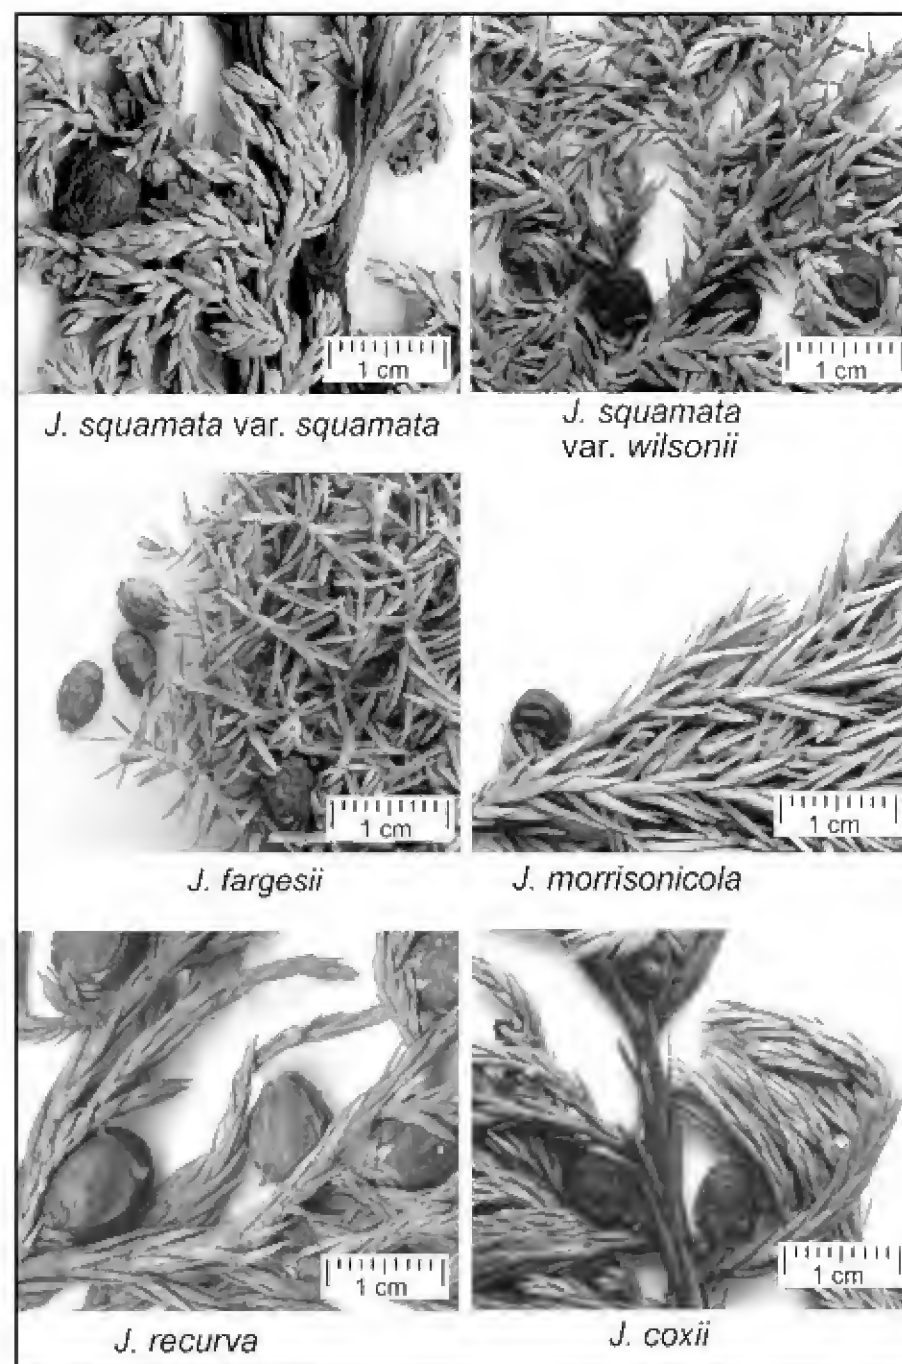 1 cm
1 cm
J. squamata var. squamata
J. squamata
var. wilsonii
1 cm
1 cm
J. fargesii
J. morrisonicola
1 cm
1 cm
J. recurva
J. coxii